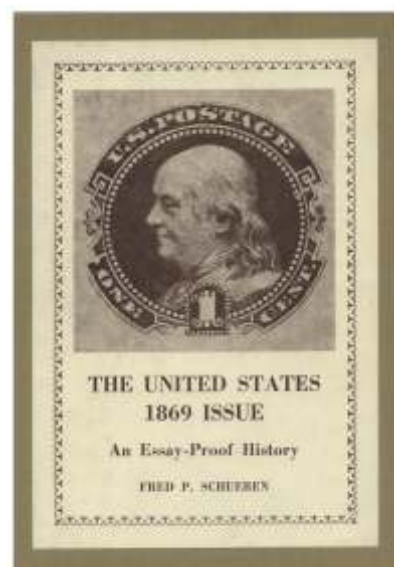 U.S. POSTAGE
ONE 1 CENT.
THE UNITED STATES
1869 ISSUE
An Essay-Proof History
FRED P. SCHUEREN